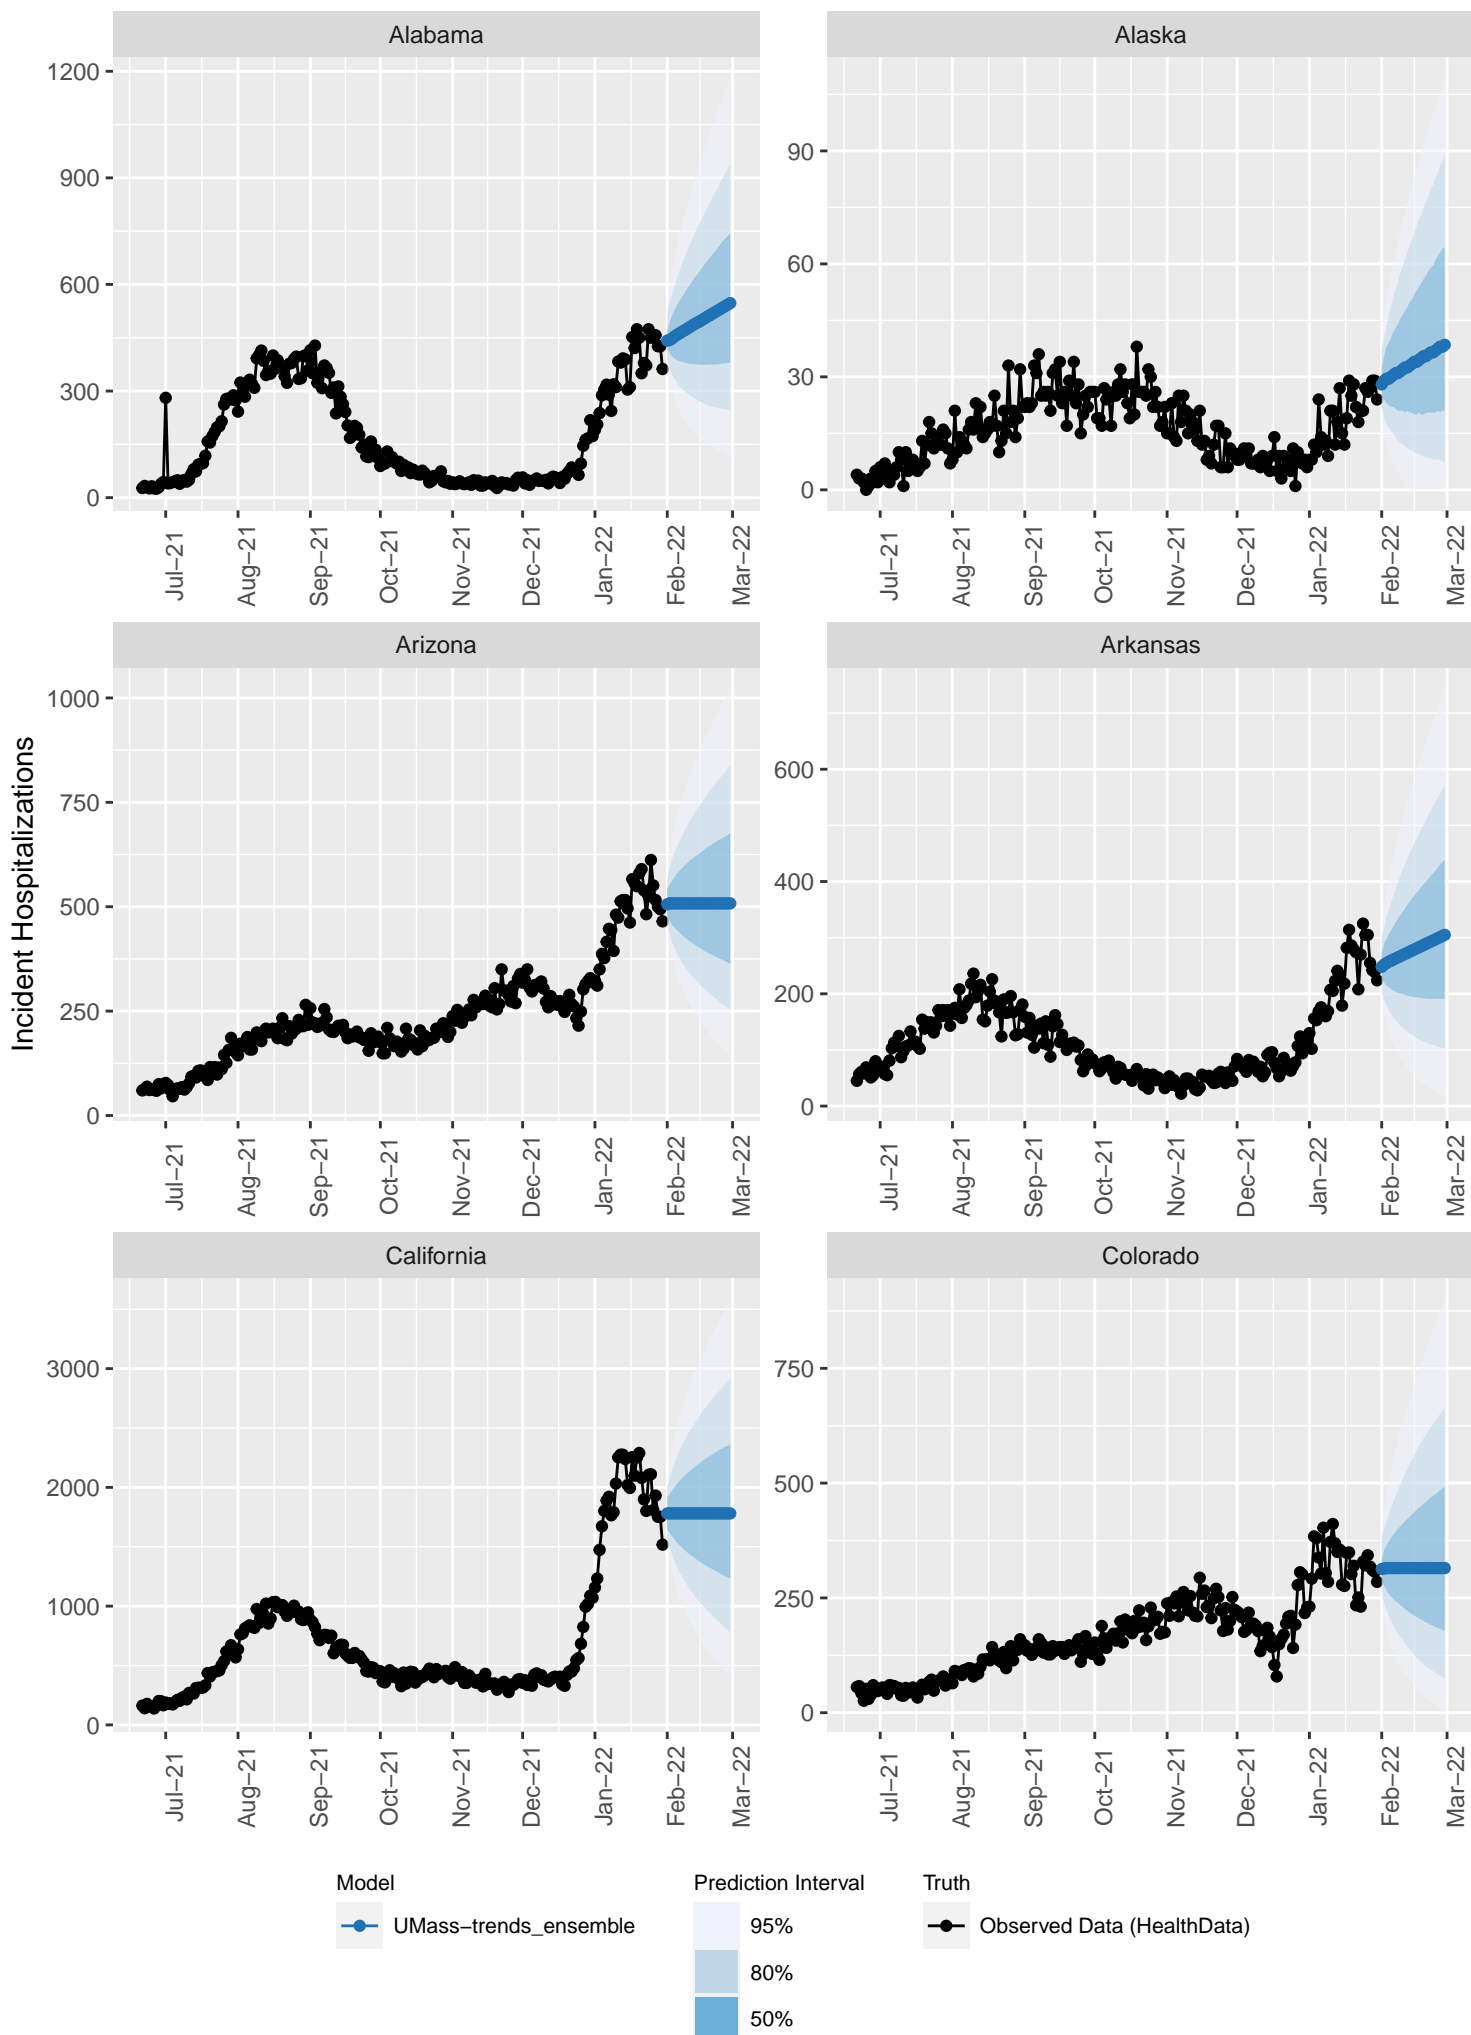 Alabama
Alaska
1200
900
600
300
0
90
60
30
0
Jul−21
Aug−21
Sep−21
Oct−21
Nov−21
Dec−21
Jan−22
Feb−22
Mar−22
Jul−21
Aug−21
Sep−21
Oct−21
Nov−21
Dec−21
Jan−22
Feb−22
Mar−22
Incident Hospitalizations
Arizona
Arkansas
1000
750
500
250
0
600
400
200
0
Jul−21
Aug−21
Sep−21
Oct−21
Nov−21
Dec−21
Jan−22
Feb−22
Mar−22
Jul−21
Aug−21
Sep−21
Oct−21
Nov−21
Dec−21
Jan−22
Feb−22
Mar−22
California
Colorado
3000
2000
1000
0
750
500
250
0
Jul−21
Aug−21
Sep−21
Oct−21
Nov−21
Dec−21
Jan−22
Feb−22
Mar−22
Jul−21
Aug−21
Sep−21
Oct−21
Nov−21
Dec−21
Jan−22
Feb−22
Mar−22
Model
UMass−trends_ensemble
Prediction Interval
95%
80%
50%
Truth
Observed Data (HealthData)